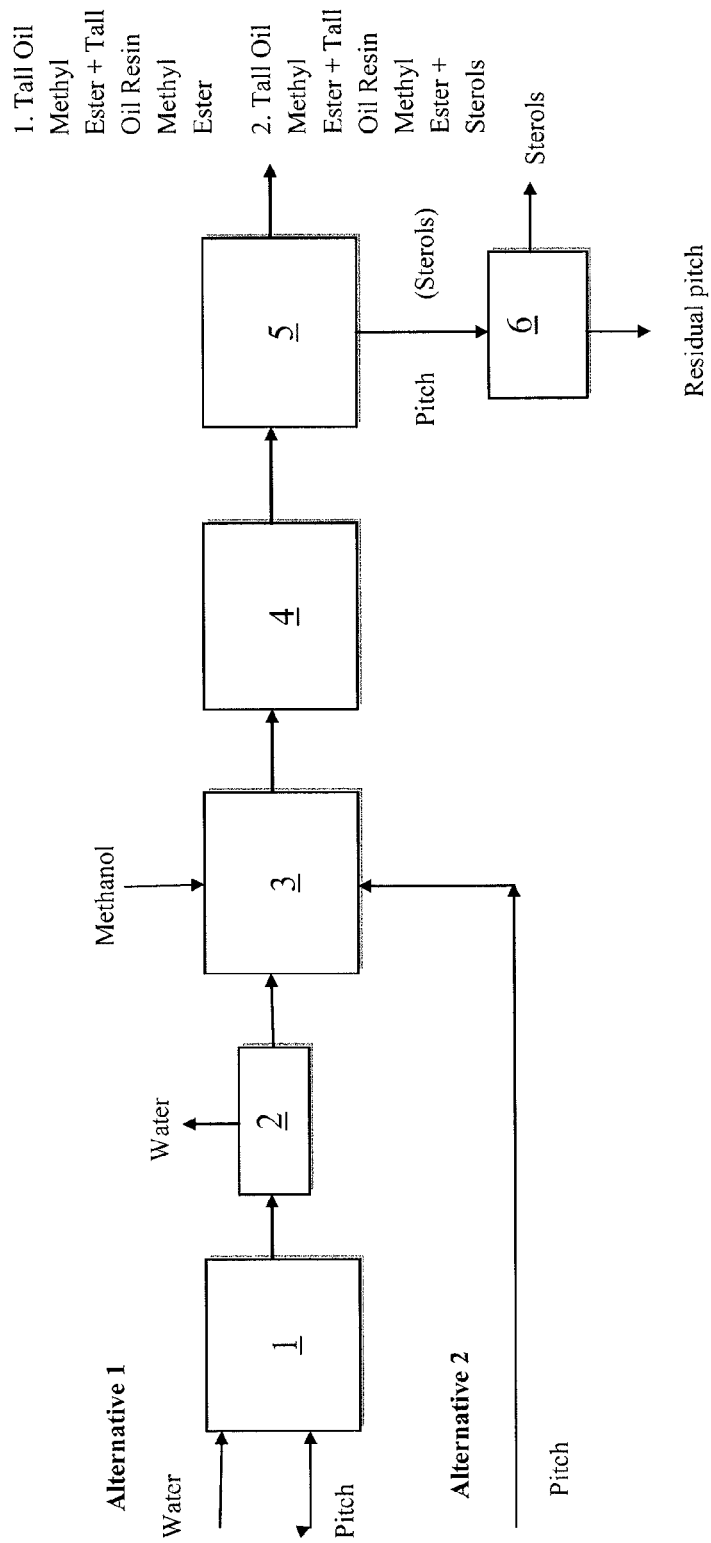 Alternative 1
Water
Pitch
1
Water
2
Methanol
3
4
5
1. Tall Oil
Methyl
Ester + Tall
Oil Resin
Methyl
Ester
2. Tall Oil
Methyl
Ester + Tall
Oil Resin
Methyl
Ester +
Sterols
Pitch
(Sterols)
6
Sterols
Residual pitch
Alternative 2
Pitch